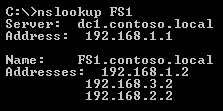 C:\>nslookup FS1
Server:  dc1.contoso.local
Address:  192.168.1.1
Name:    FS1.contoso.local
Addresses:  192.168.1.2
192.168.3.2
192.168.2.2